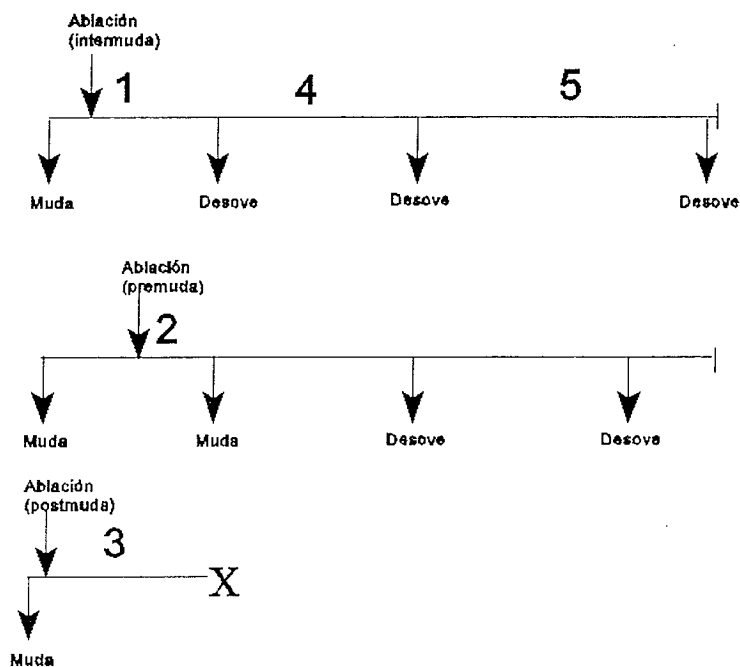 Ablación
(intermuda)
1
4
5
Muda
Desove
Desove
Desove
Ablación
(premuda)
2
Muda
Muda
Desove
Desove
Ablación
(postmuda)
3
X
Muda